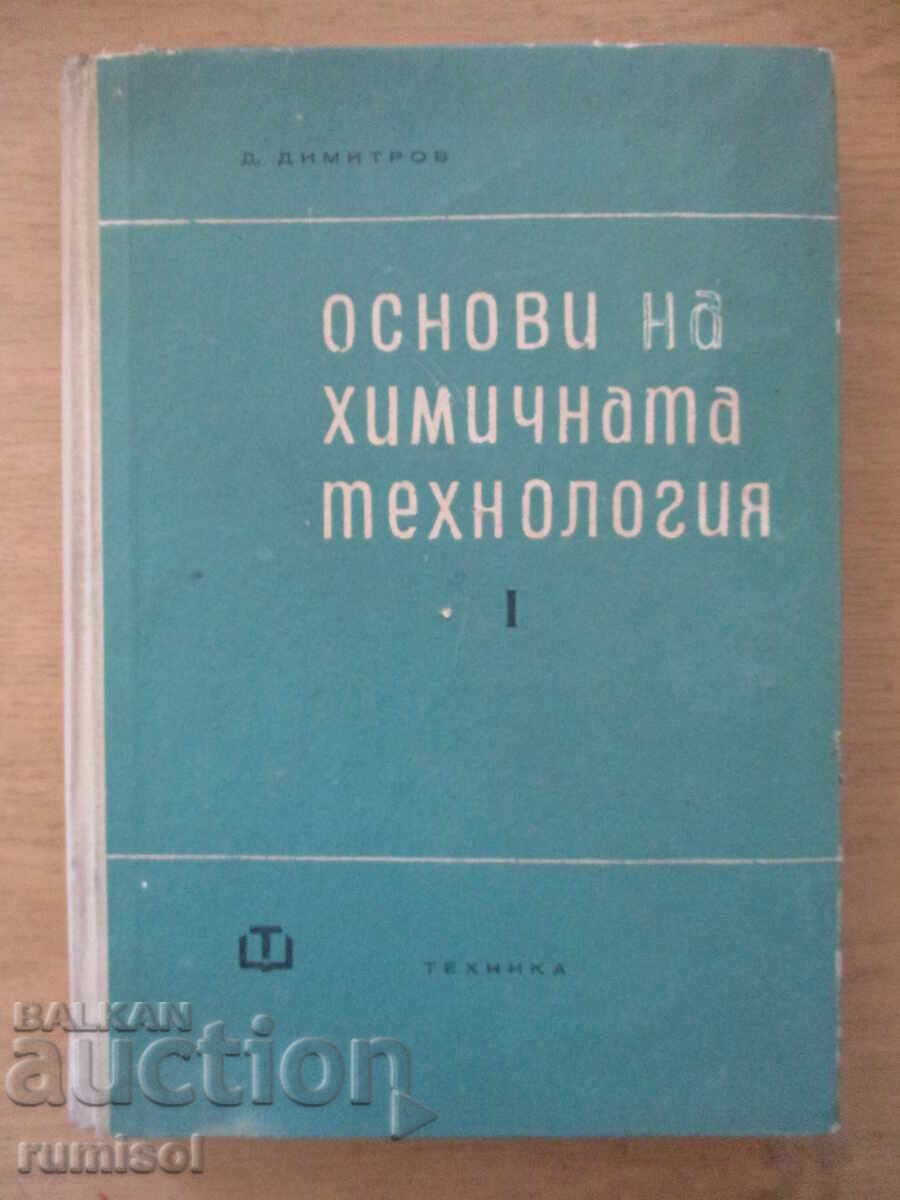 Д. ДИМИТРОВ
ОСНОВИ НА
ХИМИЧНАТА
ТЕХНОЛОГИЯ
I
Т
ТЕХНИКА
BALKAN
auction
rumisol